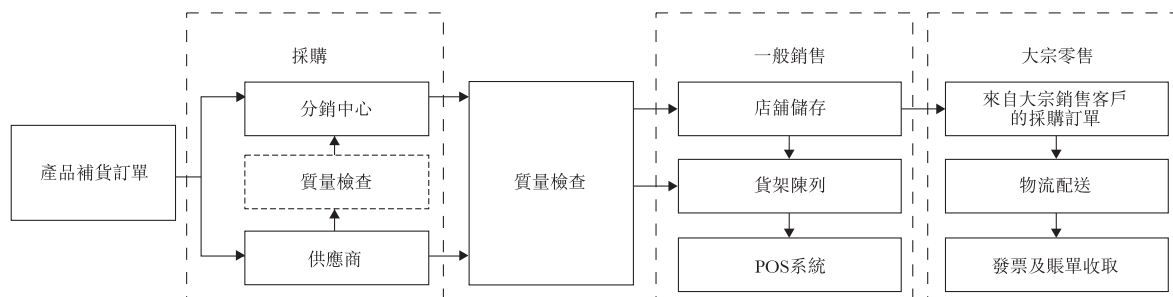 採購
一般銷售
大宗零售
產品補貨訂單
分銷中心
質量檢查
供應商
質量檢查
店舖儲存
貨架陳列
POS系統
來自大宗銷售客戶
的採購訂單
物流配送
發票及賬單收取